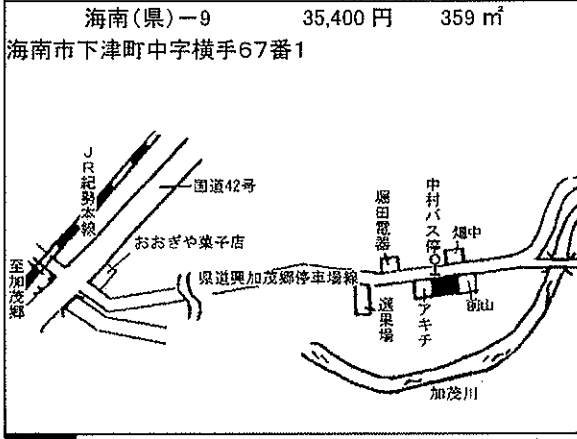 海南(県)－9 35,400 円 359 ㎡
海南市下津町中字横手67番1
JR紀勢本線
国道42号
おおぎや菓子店
至加茂郷
県道興加茂郷停車場線
堀田電器
中村バス停
畑中
選果場
アキチ
前山
加茂川